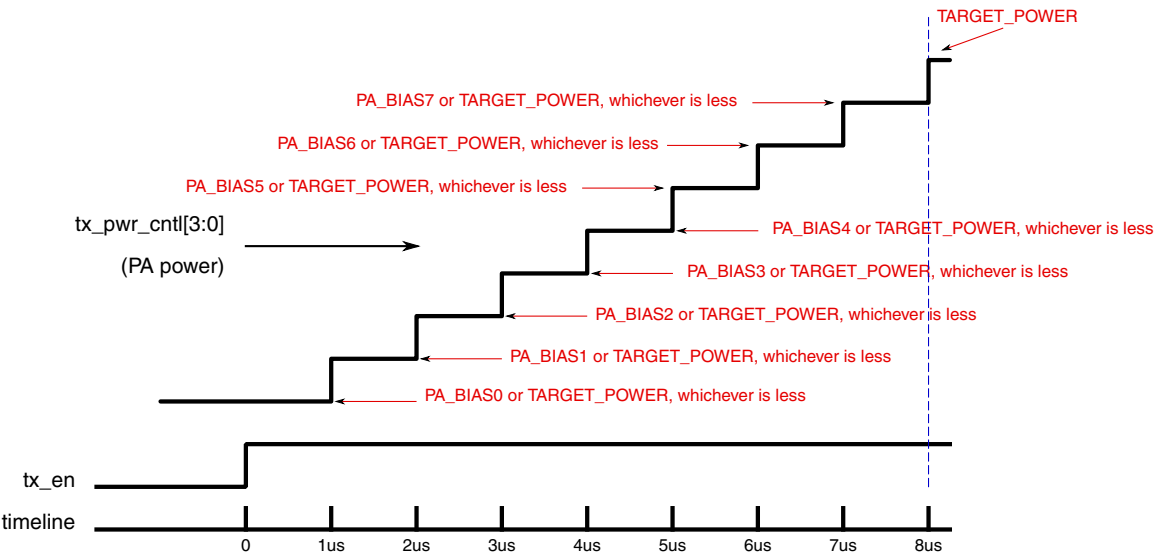 TARGET_POWER
PA_BIAS7 or TARGET_POWER, whichever is less
PA_BIAS6 or TARGET_POWER, whichever is less
PA_BIAS5 or TARGET_POWER, whichever is less
tx_pwr_cntl[3:0]
(PA power)
PA_BIAS4 or TARGET_POWER, whichever is less
PA_BIAS3 or TARGET_POWER, whichever is less
PA_BIAS2 or TARGET_POWER, whichever is less
PA_BIAS1 or TARGET_POWER, whichever is less
PA_BIAS0 or TARGET_POWER, whichever is less
tx_en
timeline
0 1us 2us 3us 4us 5us 6us 7us 8us